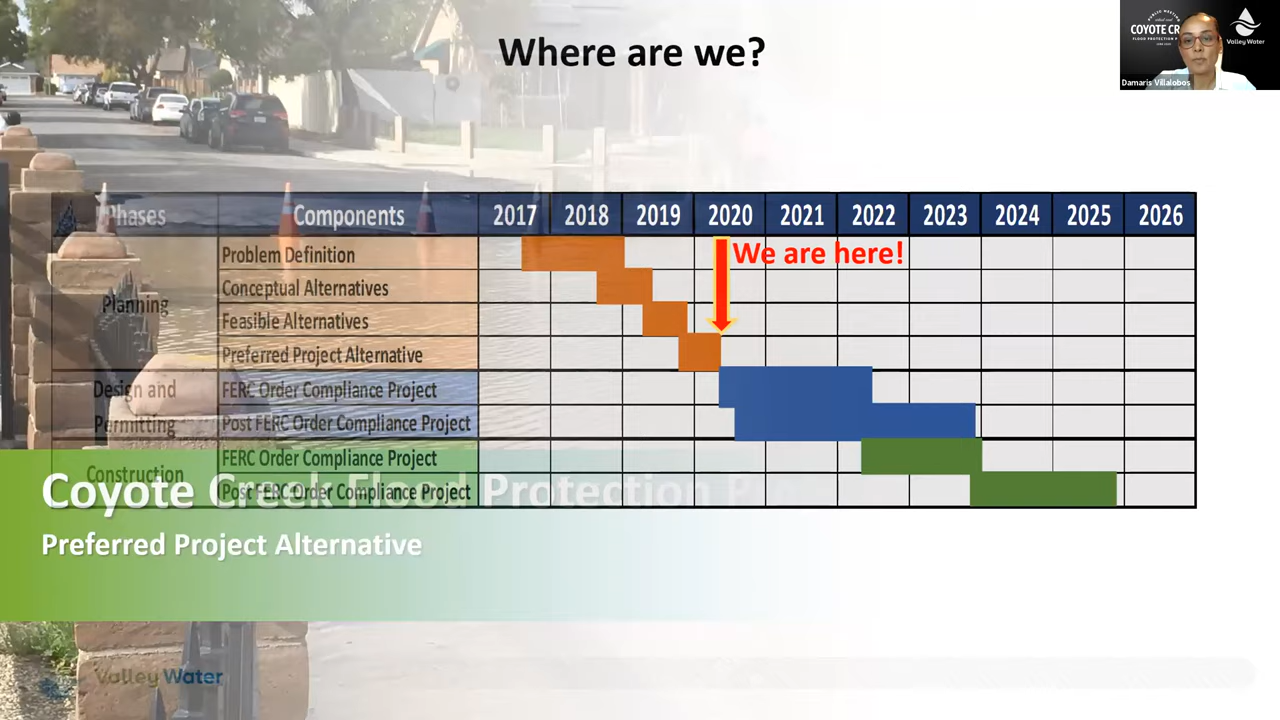 Where are we?
COYOTE CR
Valley Water
Damaris Villalobos
Phases Components 2017 2018 2019 2020 2021 2022 2023 2024 2025 2026
We are here!
Planning
Problem Definition
Conceptual Alternatives
Feasible Alternatives
Preferred Project Alternative
Design and Permitting
FERC Order Compliance Project
Post FERC Order Compliance Project
Construction
FERC Order Compliance Project
Post FERC Order Compliance Project
Coyote Creek Flood Protection
Preferred Project Alternative
Valley Water